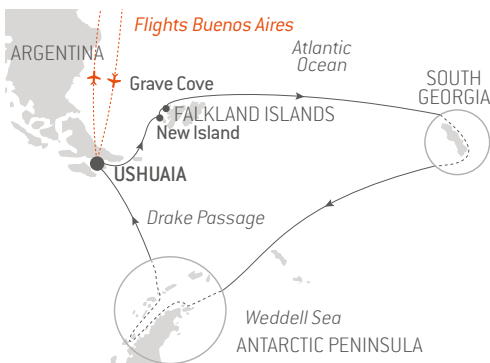 Flights Buenos Aires
ARGENTINA
Atlantic
Ocean
Grave Cove
SOUTH
GEORGIA
FALKLAND ISLANDS
New Island
USHUAIA
Drake Passage
Weddell Sea
ANTARCTIC PENINSULA